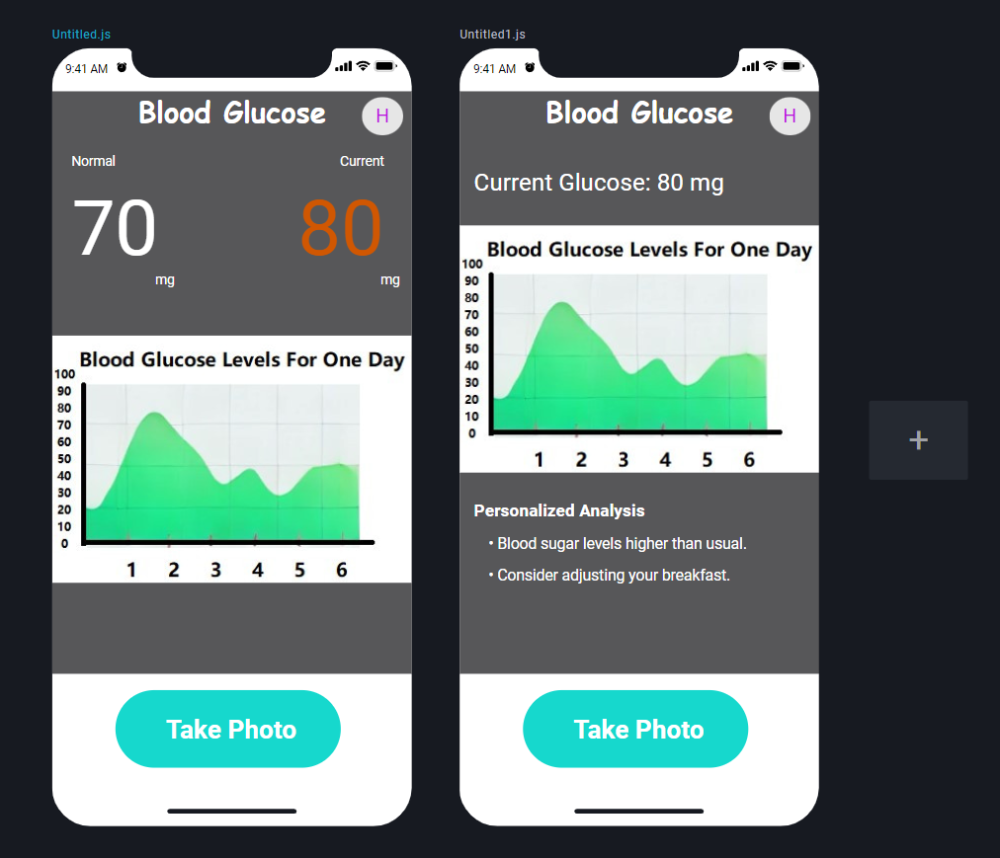 Untitled.js
9:41 AM
Blood Glucose
H
Normal
Current
70
80
mg
mg
Blood Glucose Levels For One Day
100
90
80
70
60
50
40
30
20
10
0
1 2 3 4 5 6
Take Photo
Untitled1.js
9:41 AM
Blood Glucose
H
Current Glucose: 80 mg
Blood Glucose Levels For One Day
100
90
80
70
60
50
40
30
20
10
0
1 2 3 4 5 6
Personalized Analysis
• Blood sugar levels higher than usual.
• Consider adjusting your breakfast.
Take Photo
+